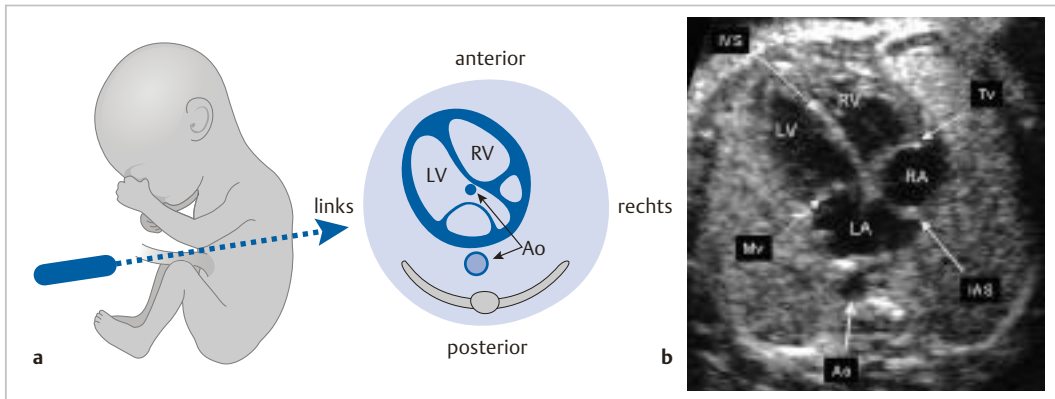 anterior
LV
RV
links
rechts
Ao
posterior
a
IVS
RV
Tv
LV
RA
LA
Mv
IAS
Ao
b